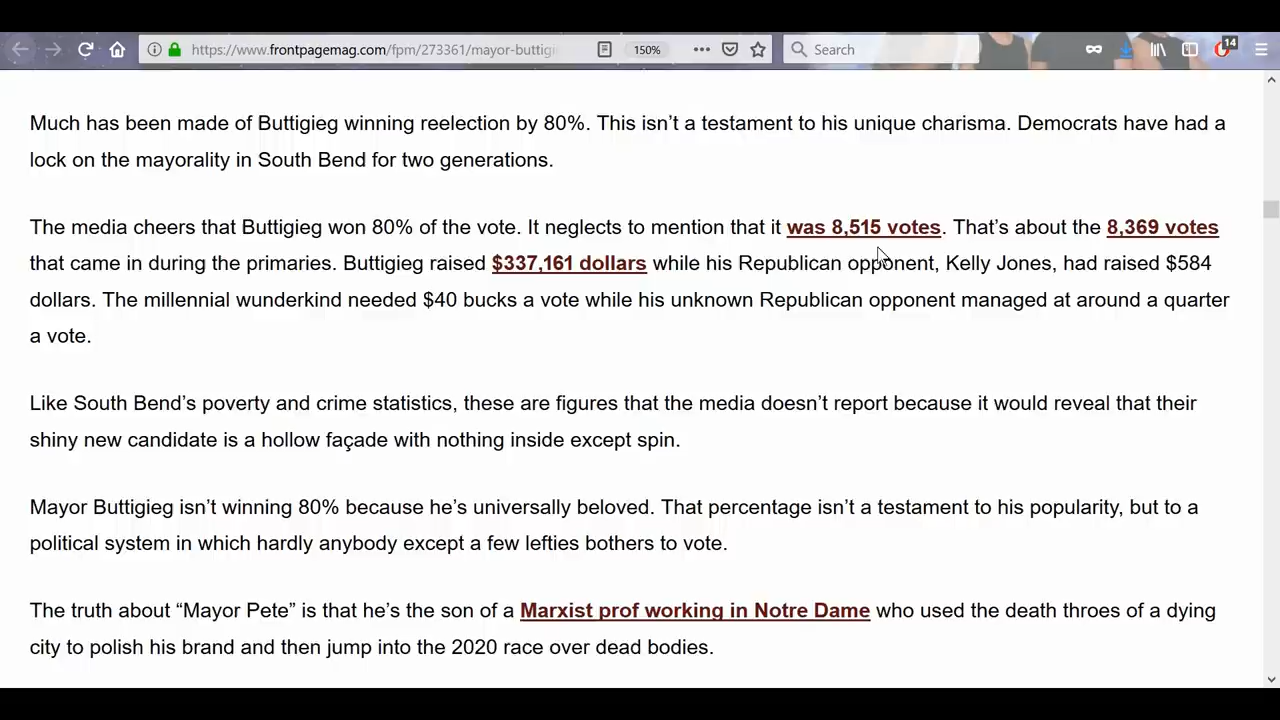 https://www.frontpagemag.com/fpm/273361/mayor-buttigi
150%
Search
14
Much has been made of Buttigieg winning reelection by 80%. This isn’t a testament to his unique charisma. Democrats have had a
lock on the mayorality in South Bend for two generations.
The media cheers that Buttigieg won 80% of the vote. It neglects to mention that it was 8,515 votes. That’s about the 8,369 votes
that came in during the primaries. Buttigieg raised $337,161 dollars while his Republican opponent, Kelly Jones, had raised $584
dollars. The millennial wunderkind needed $40 bucks a vote while his unknown Republican opponent managed at around a quarter
a vote.
Like South Bend’s poverty and crime statistics, these are figures that the media doesn’t report because it would reveal that their
shiny new candidate is a hollow façade with nothing inside except spin.
Mayor Buttigieg isn’t winning 80% because he’s universally beloved. That percentage isn’t a testament to his popularity, but to a
political system in which hardly anybody except a few lefties bothers to vote.
The truth about “Mayor Pete” is that he’s the son of a Marxist prof working in Notre Dame who used the death throes of a dying
city to polish his brand and then jump into the 2020 race over dead bodies.